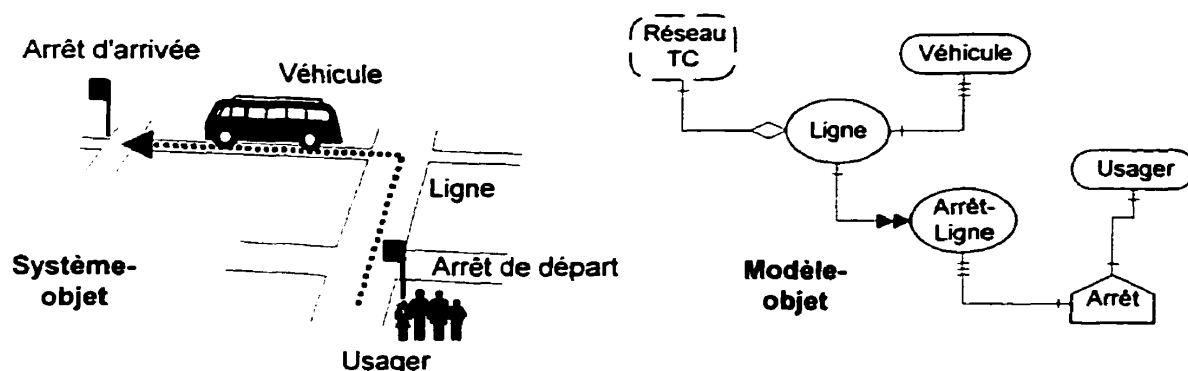 Arrêt d'arrivée
Véhicule
Ligne
Système-
objet
Arrêt de départ
Usager
Réseau
TC
Véhicule
Ligne
Usager
Arrêt-
Ligne
Modèle-
objet
Arrêt